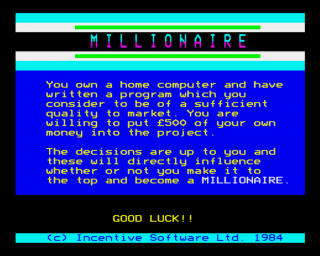 MILLIONAIRE
You own a home computer and have
written a program which you
consider to be of a sufficient
quality to market. You are
willing to put £500 of your own
money into the project.
The decisions are up to you and
these will directly influence
whether or not you make it to
the top and become a MILLIONAIRE.
GOOD LUCK!!
(c) Incentive Software Ltd. 1984